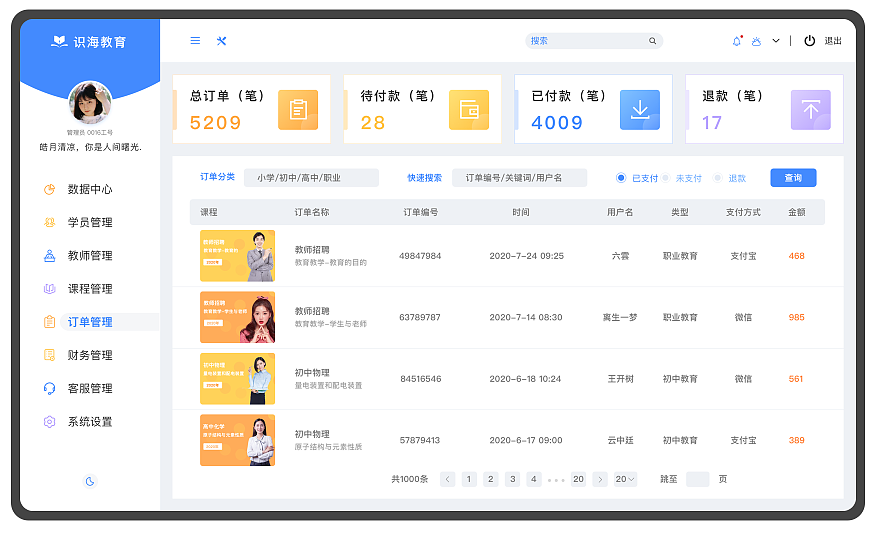 识海教育
管理员 0016工号
皓月清凉，你是人间曙光.
数据中心
学员管理
教师管理
课程管理
订单管理
财务管理
客服管理
系统设置
搜索
退出
总订单（笔）
5209
待付款（笔）
28
已付款（笔）
4009
退款（笔）
17
订单分类 小学/初中/高中/职业 快速搜索 订单编号/关键词/用户名 已支付 未支付 退款 查询
课程 订单名称 订单编号 时间 用户名 类型 支付方式 金额
教师招聘
教师招聘
教育教学-教育的目的
49847984 2020-7-24 09:25 六雲 职业教育 支付宝 468
教师招聘
教育教学-学生与老师
教师招聘
教育教学-学生与老师
63789787 2020-7-14 08:30 离生一梦 职业教育 微信 985
初中物理
量电装置和配电装置
初中物理
量电装置和配电装置
84516546 2020-6-18 10:24 王开树 初中教育 微信 561
高中化学
原子结构与元素性质
初中物理
原子结构与元素性质
57879413 2020-6-17 09:00 云中廷 初中教育 支付宝 389
共1000条 1 2 3 4 ... 20 20 跳至 页